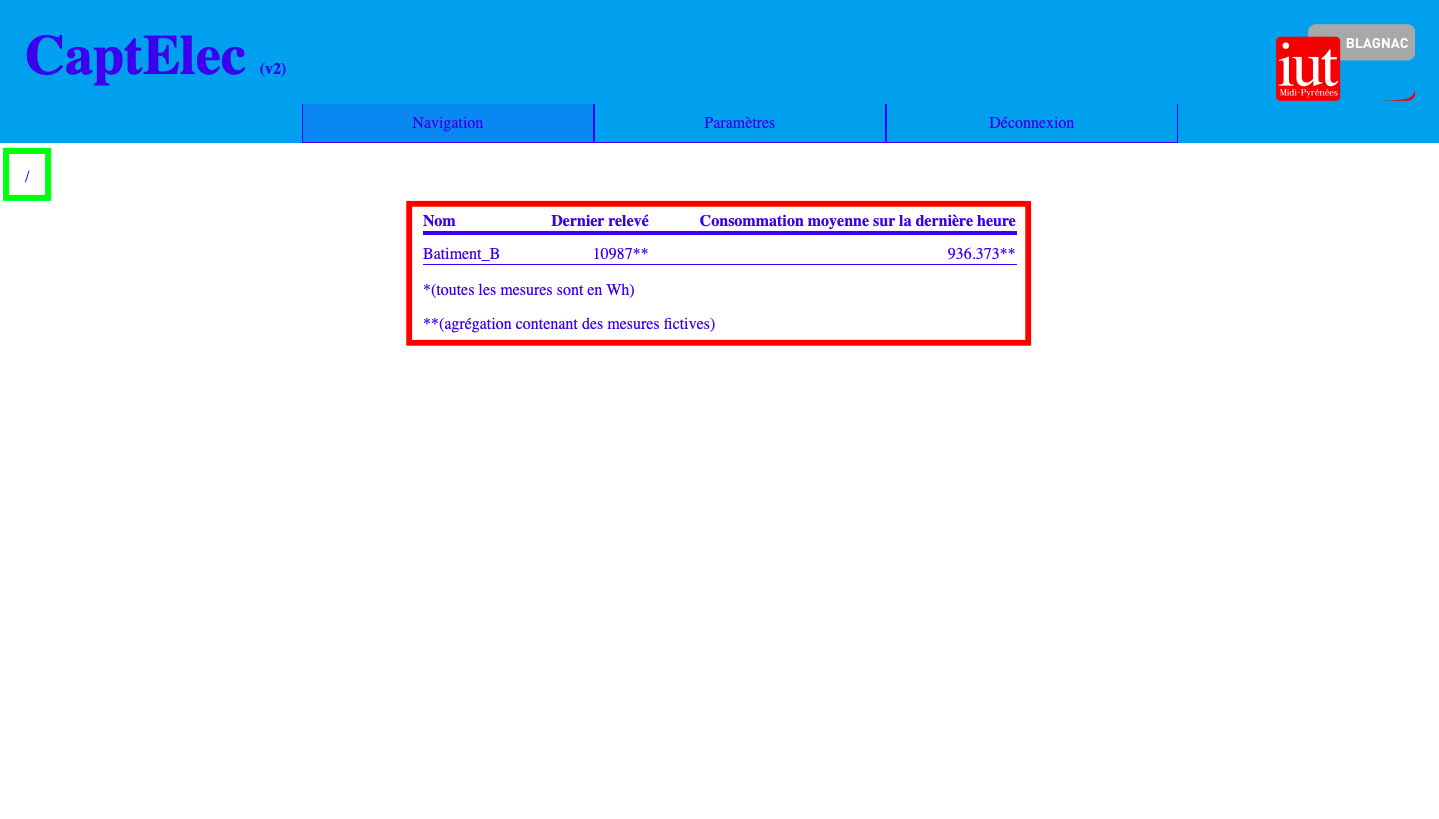 CaptElec (v2)
BLAGNAC
iut
Midi-Pyrénées
Navigation Paramètres Déconnexion
/
Nom Dernier relevé Consommation moyenne sur la dernière heure
Batiment_B 10987** 936.373**
*(toutes les mesures sont en Wh)
**(agrégation contenant des mesures fictives)